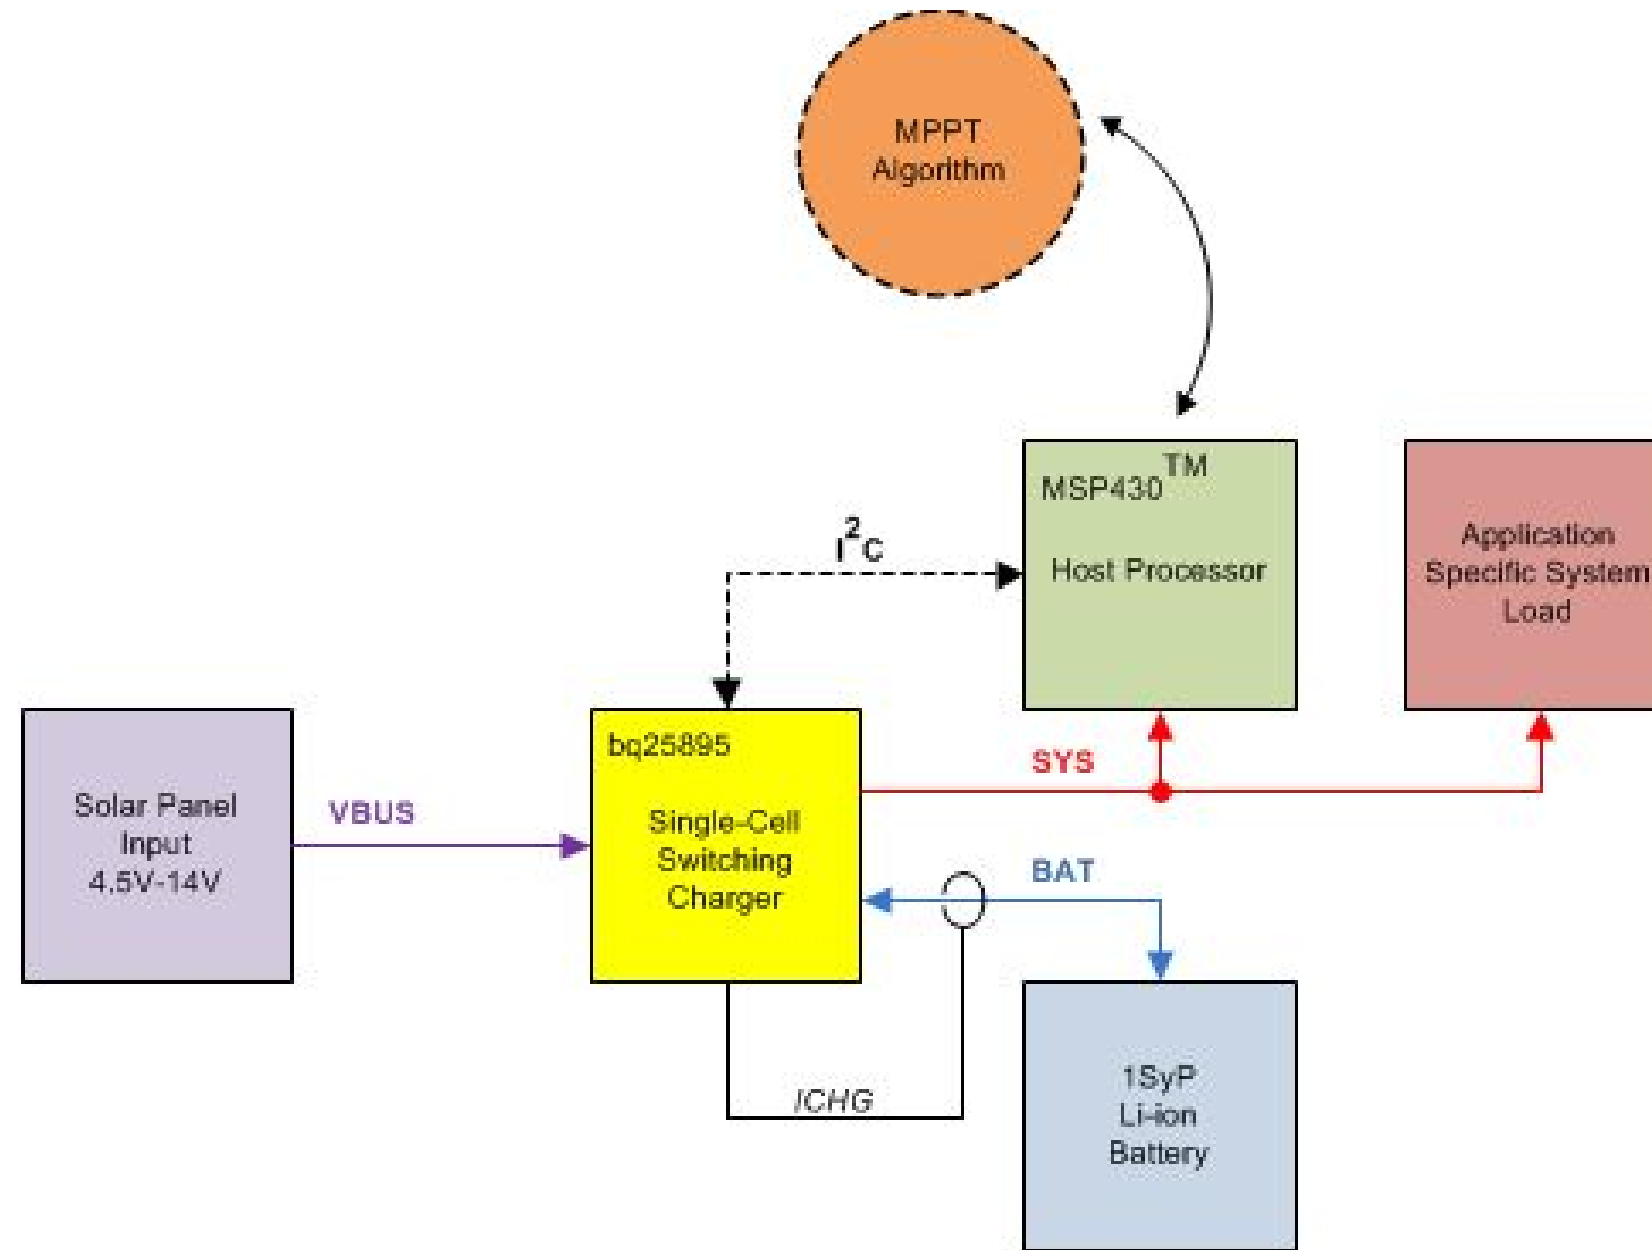 MPPT
Algorithm
MSP430™
Host Processor
Application
Specific System
Load
I²C
bq25895
Single-Cell
Switching
Charger
Solar Panel
Input
4.5V-14V
VBUS
SYS
BAT
ICHG
1SyP
Li-ion
Battery